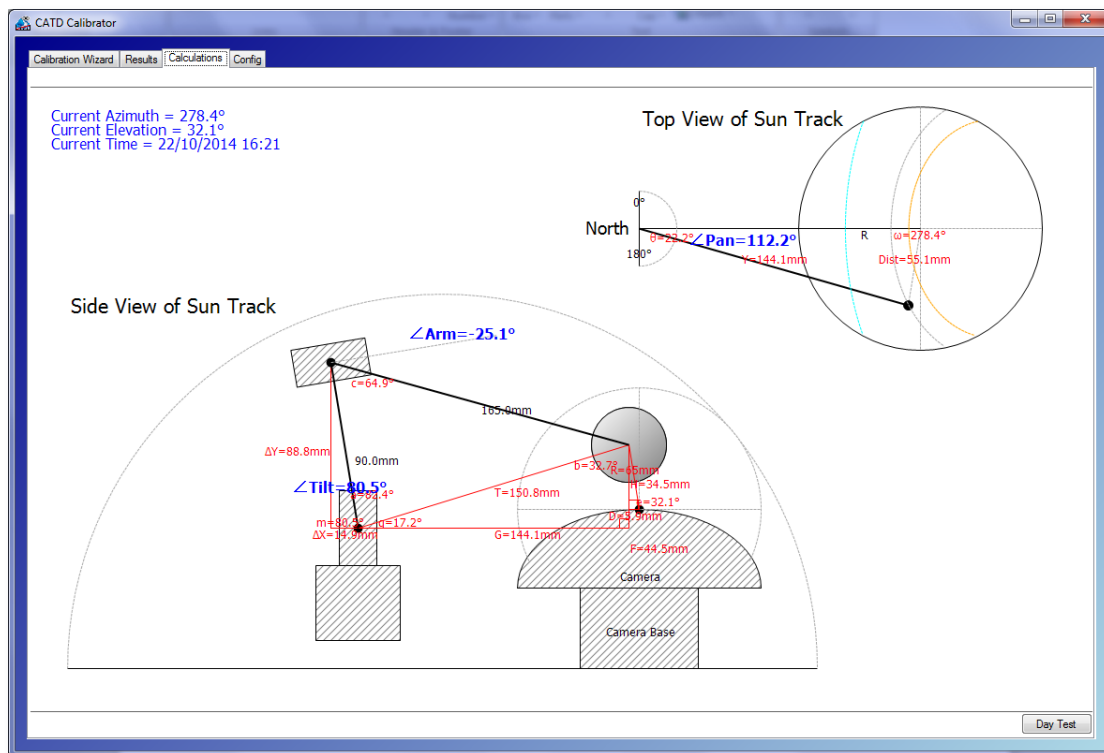 CATD Calibrator
Calibration Wizard Results Calculations Config
Current Azimuth = 278.4°
Current Elevation = 32.1°
Current Time = 22/10/2014 16:21
Top View of Sun Track
0°
North
θ=22.2°
∠Pan=112.2°
R
ω=278.4°
180°
Y=144.1mm
Dist=55.1mm
Side View of Sun Track
∠Arm=-25.1°
c=64.9°
165.0mm
ΔY=88.8mm
90.0mm
b=32.7°
R=65mm
∠Tilt=80.5°
T=150.8mm
H=34.5mm
=32.1°
m=80.5°
q=17.2°
D=5.9mm
ΔX=14.9mm
G=144.1mm
F=44.5mm
Camera
Camera Base
Day Test